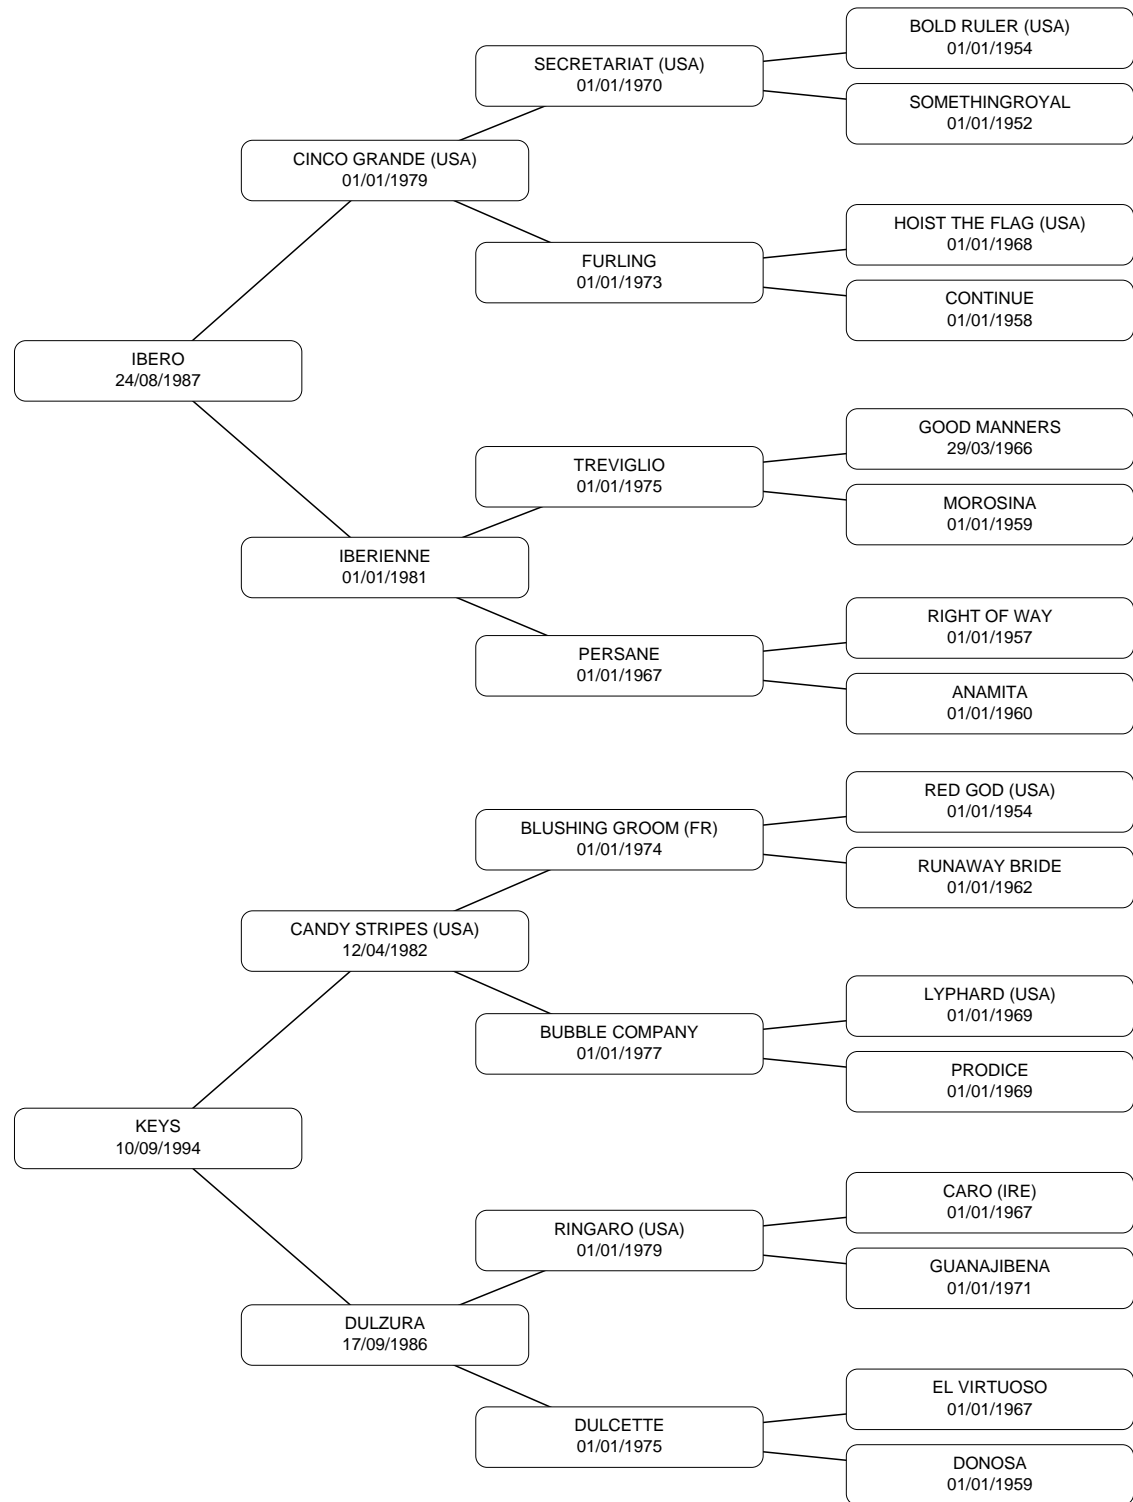 BOLD RULER (USA)
01/01/1954
SECRETARIAT (USA)
01/01/1970
SOMETHINGROYAL
01/01/1952
CINCO GRANDE (USA)
01/01/1979
HOIST THE FLAG (USA)
01/01/1968
FURLING
01/01/1973
CONTINUE
01/01/1958
IBERO
24/08/1987
GOOD MANNERS
29/03/1966
TREVIGLIO
01/01/1975
MOROSINA
01/01/1959
IBERIENNE
01/01/1981
RIGHT OF WAY
01/01/1957
PERSANE
01/01/1967
ANAMITA
01/01/1960
RED GOD (USA)
01/01/1954
BLUSHING GROOM (FR)
01/01/1974
RUNAWAY BRIDE
01/01/1962
CANDY STRIPES (USA)
12/04/1982
LYPHARD (USA)
01/01/1969
BUBBLE COMPANY
01/01/1977
PRODICE
01/01/1969
KEYS
10/09/1994
CARO (IRE)
01/01/1967
RINGARO (USA)
01/01/1979
GUANAJIBENA
01/01/1971
DULZURA
17/09/1986
EL VIRTUOSO
01/01/1967
DULCETTE
01/01/1975
DONOSA
01/01/1959